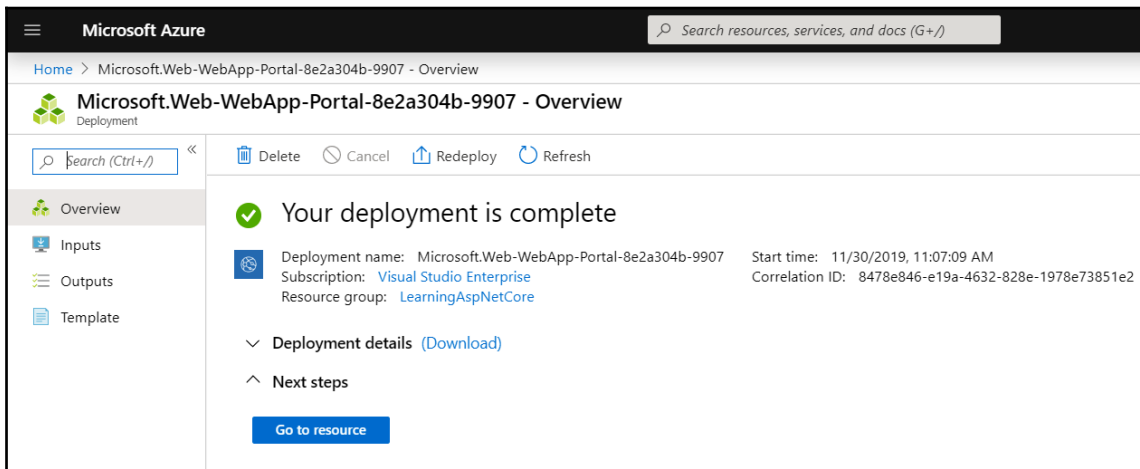 Microsoft Azure
Search resources, services, and docs (G+/)
Home > Microsoft.Web-WebApp-Portal-8e2a304b-9907 - Overview
Microsoft.Web-WebApp-Portal-8e2a304b-9907 - Overview
Deployment
Search (Ctrl+/)
«
Overview
Inputs
Outputs
Template
Delete Cancel Redeploy Refresh
Your deployment is complete
Deployment name: Microsoft.Web-WebApp-Portal-8e2a304b-9907
Subscription: Visual Studio Enterprise
Resource group: LearningAspNetCore
Start time: 11/30/2019, 11:07:09 AM
Correlation ID: 8478e846-e19a-4632-828e-1978e73851e2
Deployment details (Download)
Next steps
Go to resource